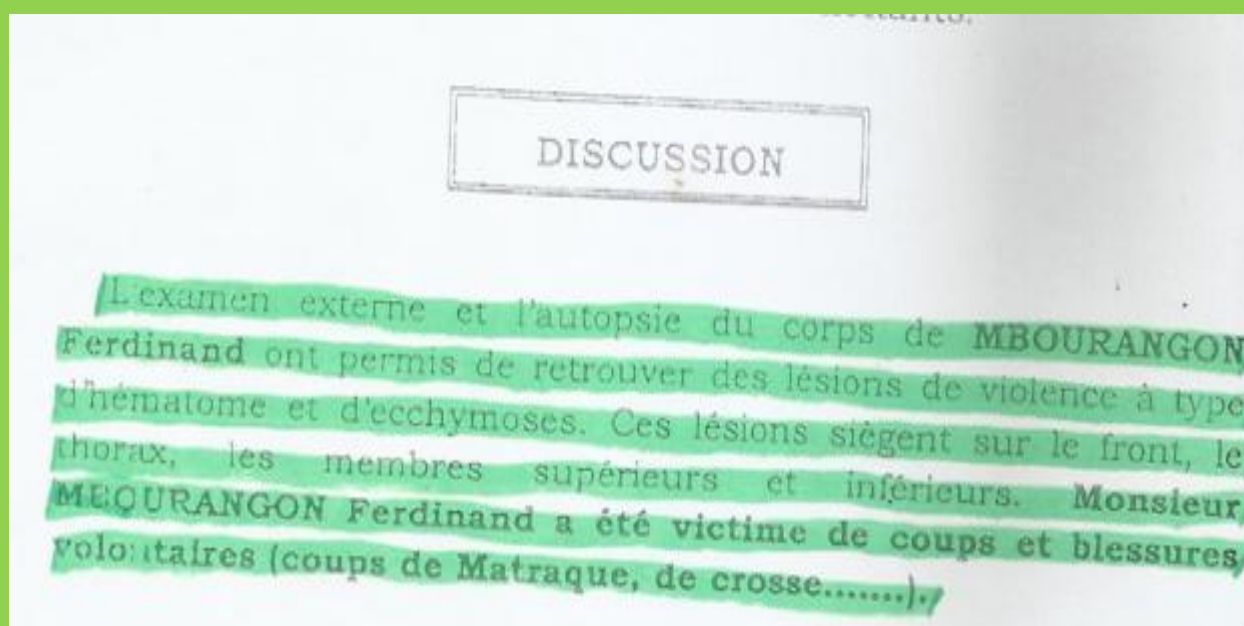 DISCUSSION
L'examen externe et l'autopsie du corps de MBOURANGON
Ferdinand ont permis de retrouver des lésions de violence à type
d'hématome et d'ecchymoses. Ces lésions siègent sur le front, le
thorax, les membres supérieurs et inférieurs. Monsieur
MBOURANGON Ferdinand a été victime de coups et blessures
volontaires (coups de Matraque, de crosse........).